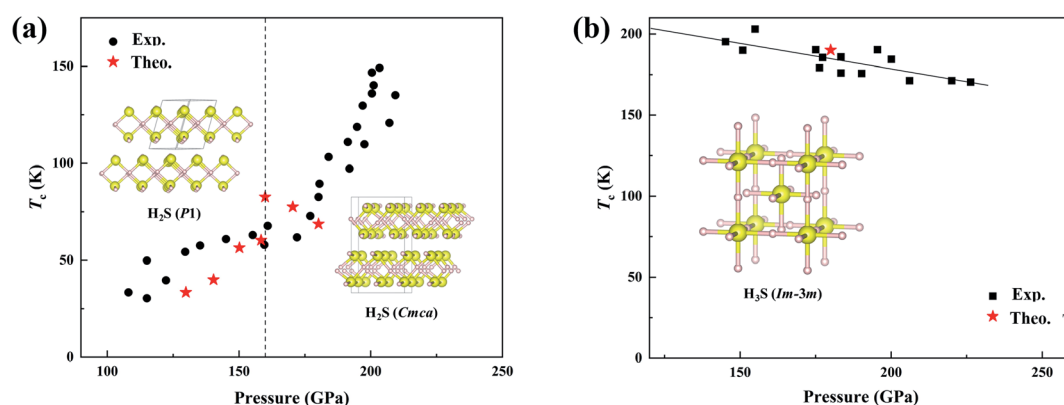 (a)
Exp.
Theo.
150
100
50
0
T_c (K)
H₂S (P1)
H₂S (Cmca)
100
150
200
250
Pressure (GPa)
(b)
200
150
100
50
0
T_c (K)
H₃S (Im-3m)
Exp.
Theo.
150
200
250
Pressure (GPa)